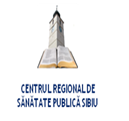 CENTRUL REGIONAL DE
SĂNĂTATE PUBLICĂ SIBIU